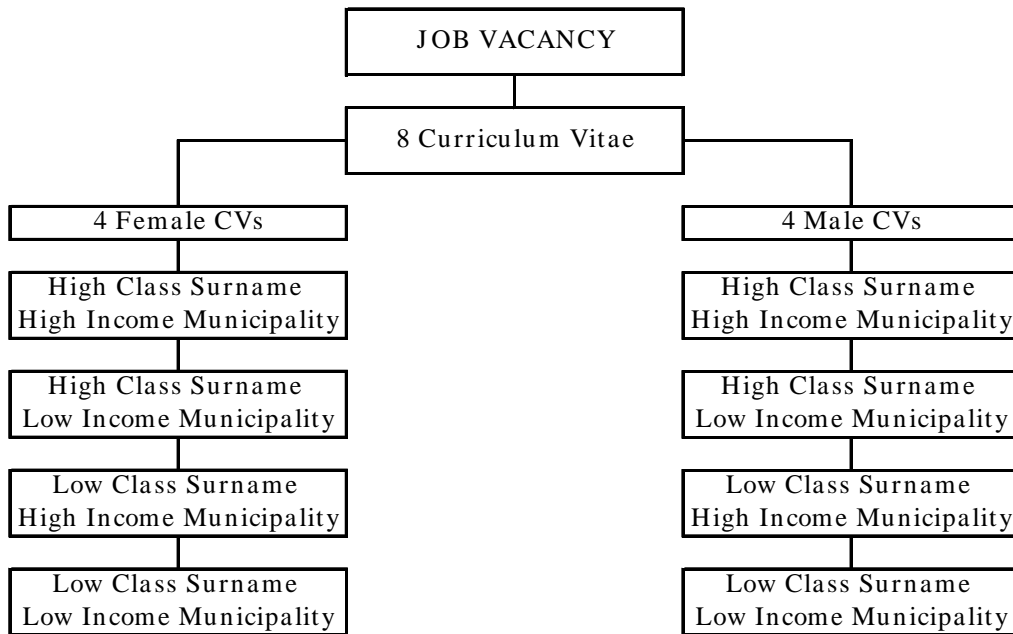 JOB VACANCY
8 Curriculum Vitae
4 Female CVs
High Class Surname
High Income Municipality
High Class Surname
Low Income Municipality
Low Class Surname
High Income Municipality
Low Class Surname
Low Income Municipality
4 Male CVs
High Class Surname
High Income Municipality
High Class Surname
Low Income Municipality
Low Class Surname
High Income Municipality
Low Class Surname
Low Income Municipality